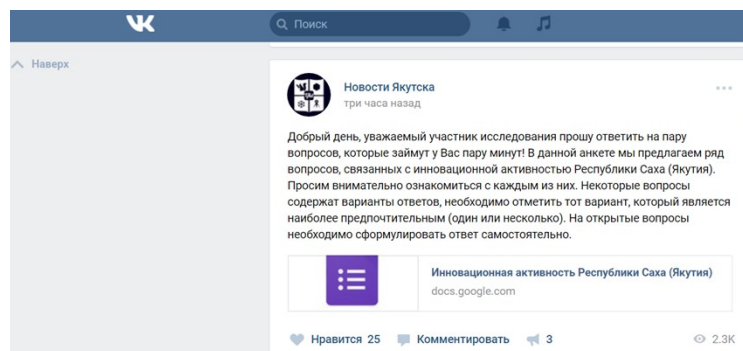 Поиск
Наверх
Новости Якутска
три часа назад
Добрый день, уважаемый участник исследования прошу ответить на пару
вопросов, которые займут у Вас пару минут! В данной анкете мы предлагаем ряд
вопросов, связанных с инновационной активностью Республики Саха (Якутия).
Просим внимательно ознакомиться с каждым из них. Некоторые вопросы
содержат варианты ответов, необходимо отметить тот вариант, который является
наиболее предпочтительным (один или несколько). На открытые вопросы
необходимо сформулировать ответ самостоятельно.
Инновационная активность Республики Саха (Якутия)
docs.google.com
Нравится 25 Комментировать 3 2.3K